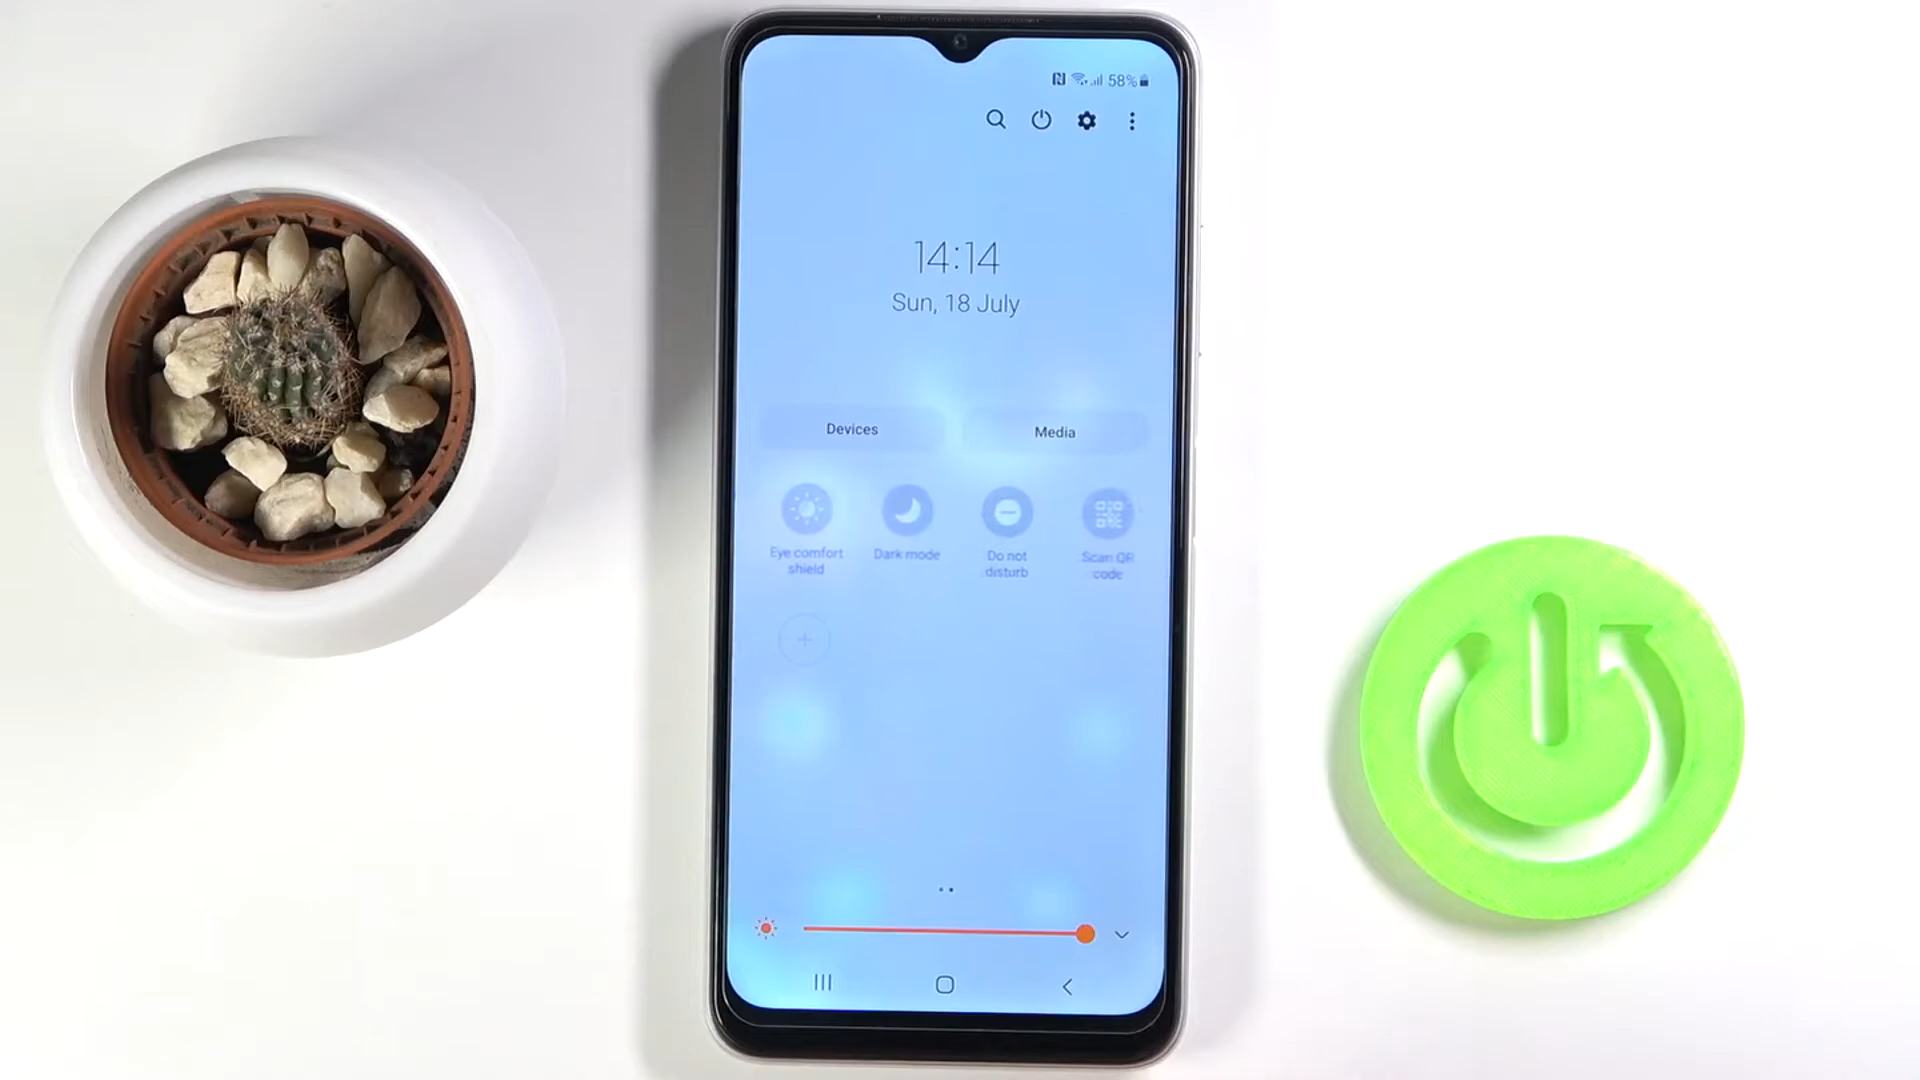 58%
14:14
Sun, 18 July
Devices
Media
Eye comfort
shield
Dark mode
Do not
disturb
Scan QR
code